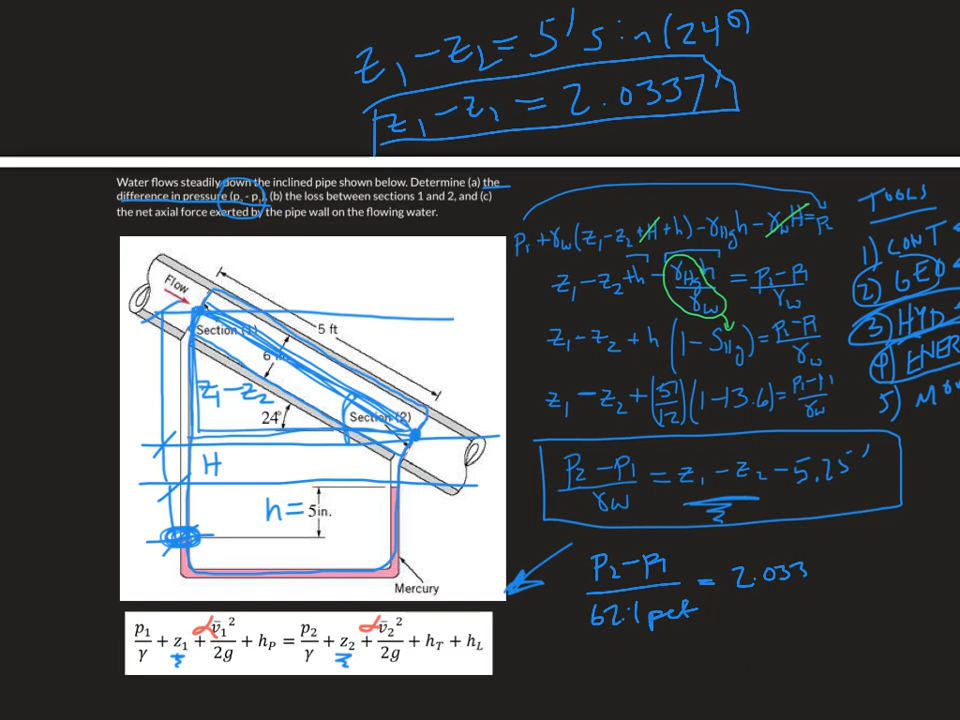 z₁ - z₂ = 5' sin(24°)
z₁ - z₂ = 2.0337'
Water flows steadily down the inclined pipe shown below. Determine (a) the
difference in pressure (p₂ - p₁), (b) the loss between sections 1 and 2, and (c)
the net axial force exerted by the pipe wall on the flowing water.
Flow
Section (1)
5 ft
6 in.
z₁ - z₂
24°
Section (2)
H
h = 5 in.
Mercury
p₁/γ + z₁ + αv̄₁²/2g + hP = p₂/γ + z₂ + αv̄₂²/2g + hT + hL
P₁ + γw(z₁ - z₂ + H + h) - γHg h - γw H = P₂
z₁ - z₂ + h - γHg h/γw = P₂ - P₁/γw
z₁ - z₂ + h(1 - SHg) = P₂ - P₁/γw
z₁ - z₂ + (5'/12)(1 - 13.6) = P₂ - P₁/γw
P₂ - P₁/γw = z₁ - z₂ - 5.25'
P₂ - P₁/62.1 pcf = 2.033
TOOLS
1) CONT
2) GEO
3) HYD
4) ENER
5) MO